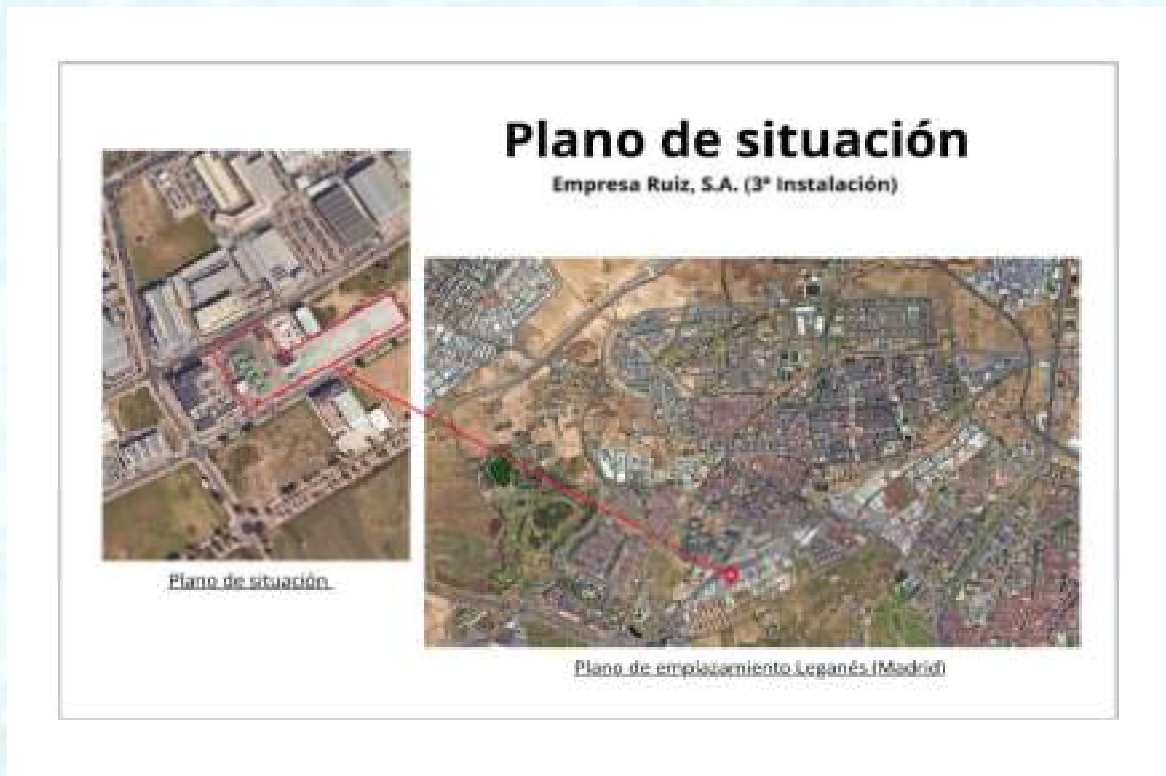 Plano de situación
Empresa Ruiz, S.A. (3ª Instalación)
Plano de situación
Plano de emplazamiento Leganés (Madrid)